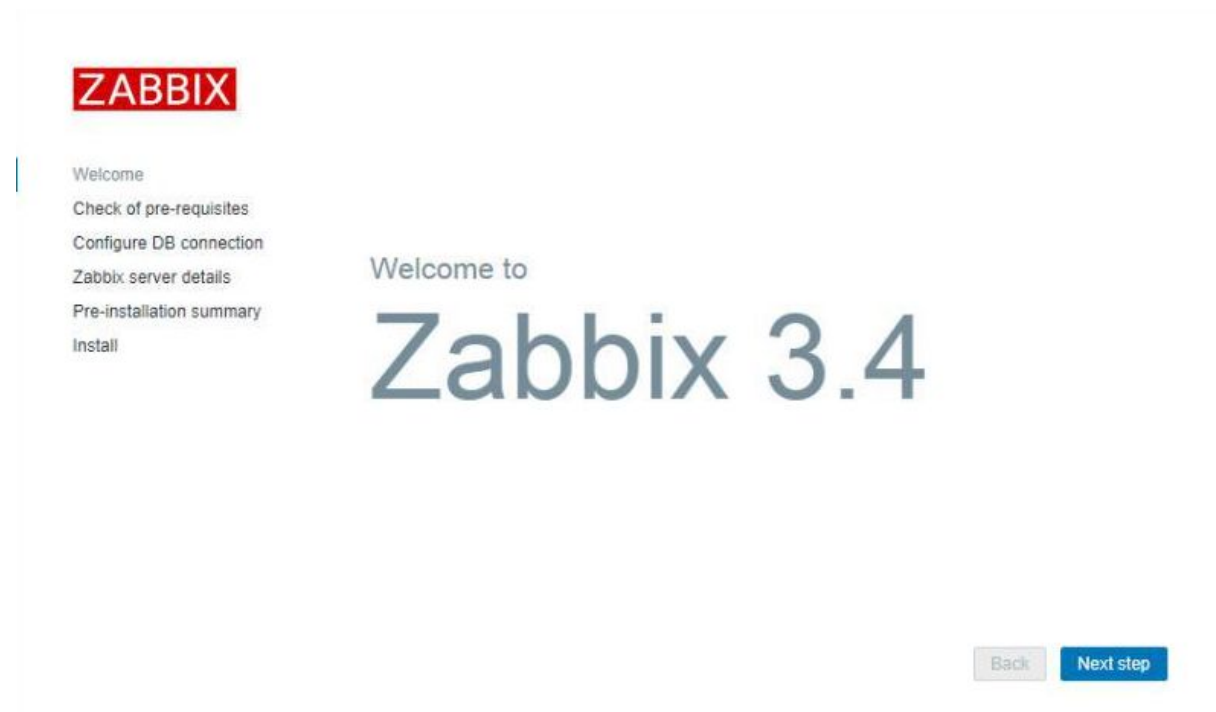 ZABBIX
Welcome
Check of pre-requisites
Configure DB connection
Zabbix server details
Pre-installation summary
Install
Welcome to
Zabbix 3.4
Back
Next step